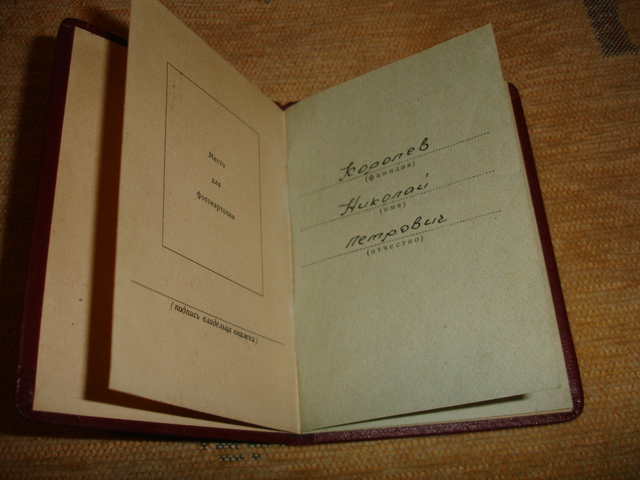 Место
для
фотокарточки
(подпись владельца книжки)
Королев
(фамилия)
Николай
(имя)
Петрович
(отчество)